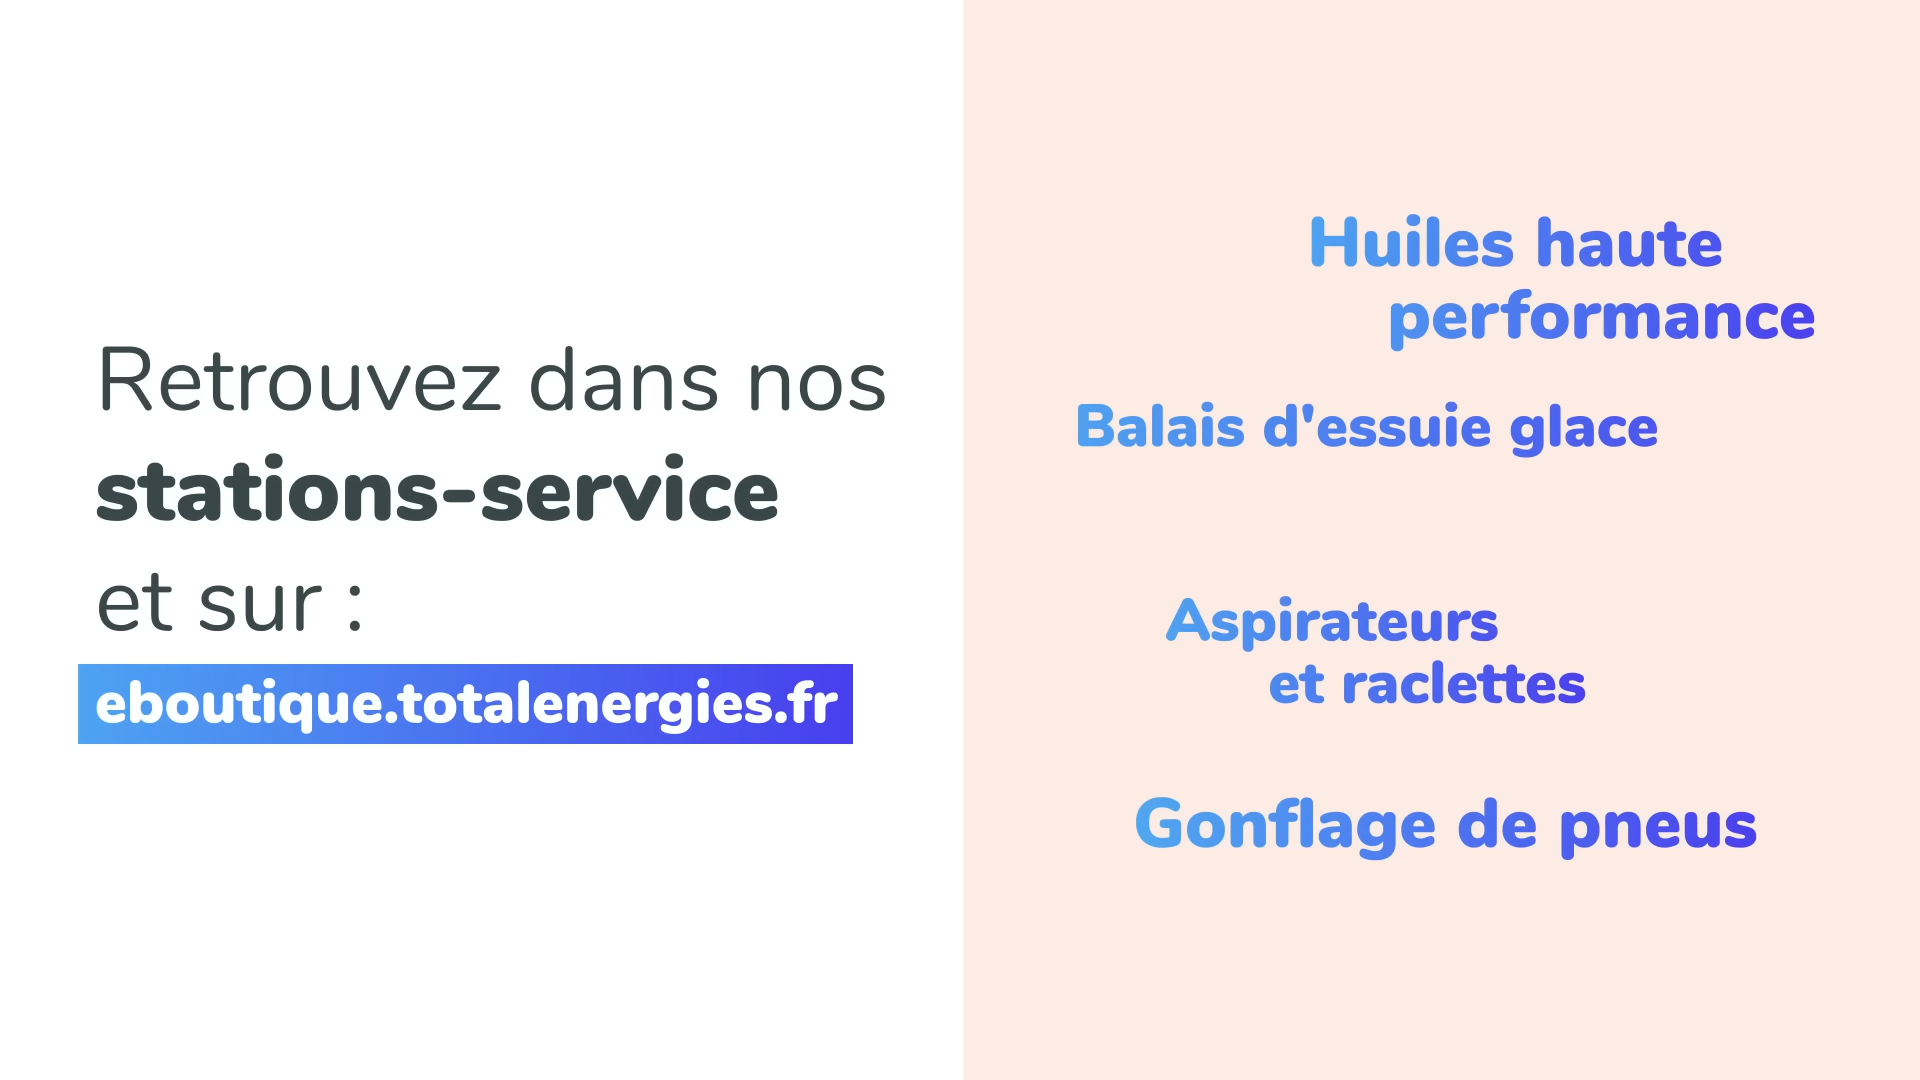 Retrouvez dans nos
stations-service
et sur :
eboutique.totalenergies.fr
Huiles haute
performance
Balais d'essuie glace
Aspirateurs
et raclettes
Gonflage de pneus